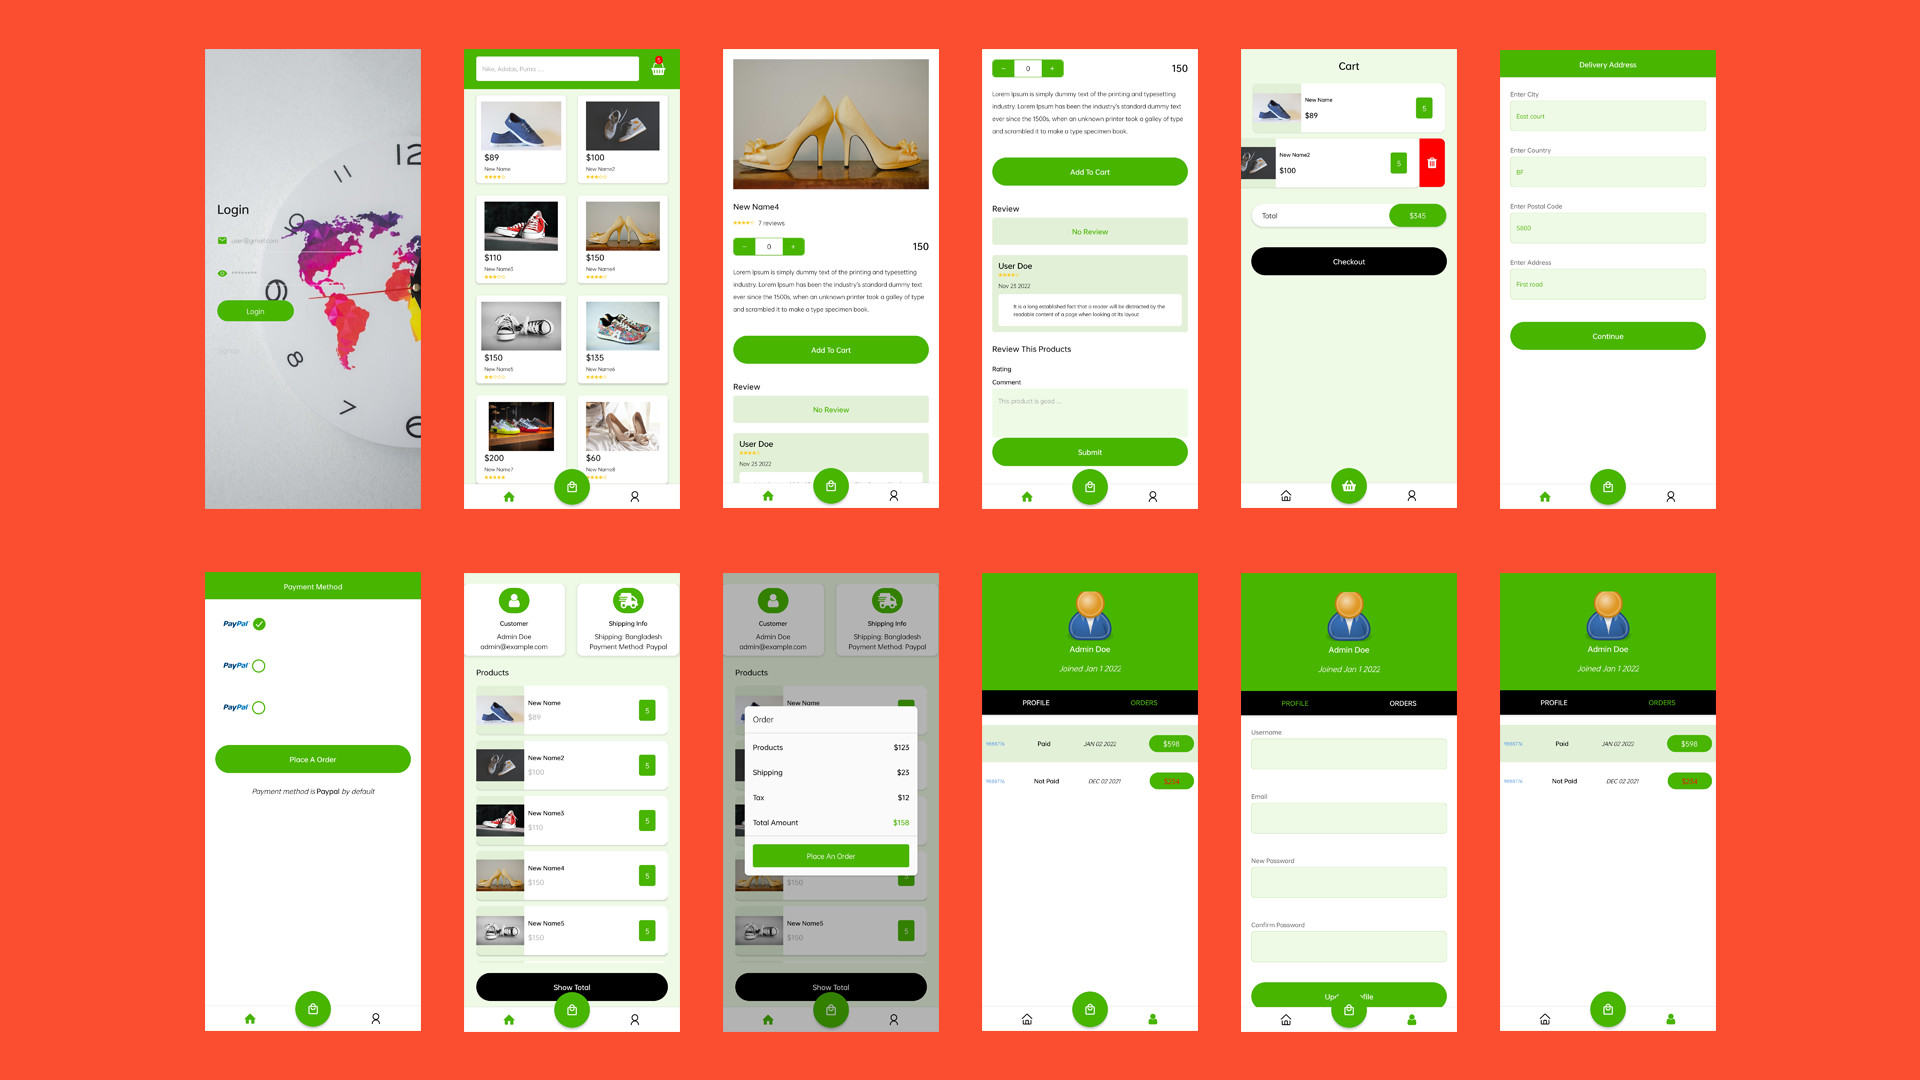 Login
user@gmail.com
Login
Signup
Nike, Adidas, Puma ...
5
$89
New Name
$100
New Name2
$110
New Name3
$150
New Name4
$150
New Name5
$135
New Name6
$200
New Name7
$60
New Name8
New Name4
7 reviews
- 0 +
150
Lorem Ipsum is simply dummy text of the printing and typesetting
industry. Lorem Ipsum has been the industry's standard dummy text
ever since the 1500s, when an unknown printer took a galley of type
and scrambled it to make a type specimen book.
Add To Cart
Review
No Review
User Doe
Nov 23 2022
- 0 +
150
Lorem Ipsum is simply dummy text of the printing and typesetting
industry. Lorem Ipsum has been the industry's standard dummy text
ever since the 1500s, when an unknown printer took a galley of type
and scrambled it to make a type specimen book.
Add To Cart
Review
No Review
User Doe
Nov 23 2022
It is a long established fact that a reader will be distracted by the
readable content of a page when looking at its layout
Review This Products
Rating
Comment
This product is good ...
Submit
Cart
New Name
$89
5
New Name2
$100
5
Total
$345
Checkout
Delivery Address
Enter City
East court
Enter Country
BF
Enter Postal Code
5800
Enter Address
First road
Continue
Payment Method
PayPal
PayPal
PayPal
Place A Order
Payment method is Paypal by default
Customer
Admin Doe
admin@example.com
Shipping Info
Shipping: Bangladesh
Payment Method: Paypal
Products
New Name
$89
5
New Name2
$100
5
New Name3
$110
5
New Name4
$150
5
New Name5
$150
5
Show Total
Customer
Admin Doe
admin@example.com
Shipping Info
Shipping: Bangladesh
Payment Method: Paypal
Products
New Name
Order
Products $123
Shipping $23
Tax $12
Total Amount $158
Place An Order
$150
New Name5
$150
5
Show Total
Admin Doe
Joined Jan 1 2022
PROFILE ORDERS
Paid JAN 02 2022 $598
Not Paid DEC 02 2021 $234
Admin Doe
Joined Jan 1 2022
PROFILE ORDERS
Username
Email
New Password
Confirm Password
Admin Doe
Joined Jan 1 2022
PROFILE ORDERS
Paid JAN 02 2022 $598
Not Paid DEC 02 2021 $234